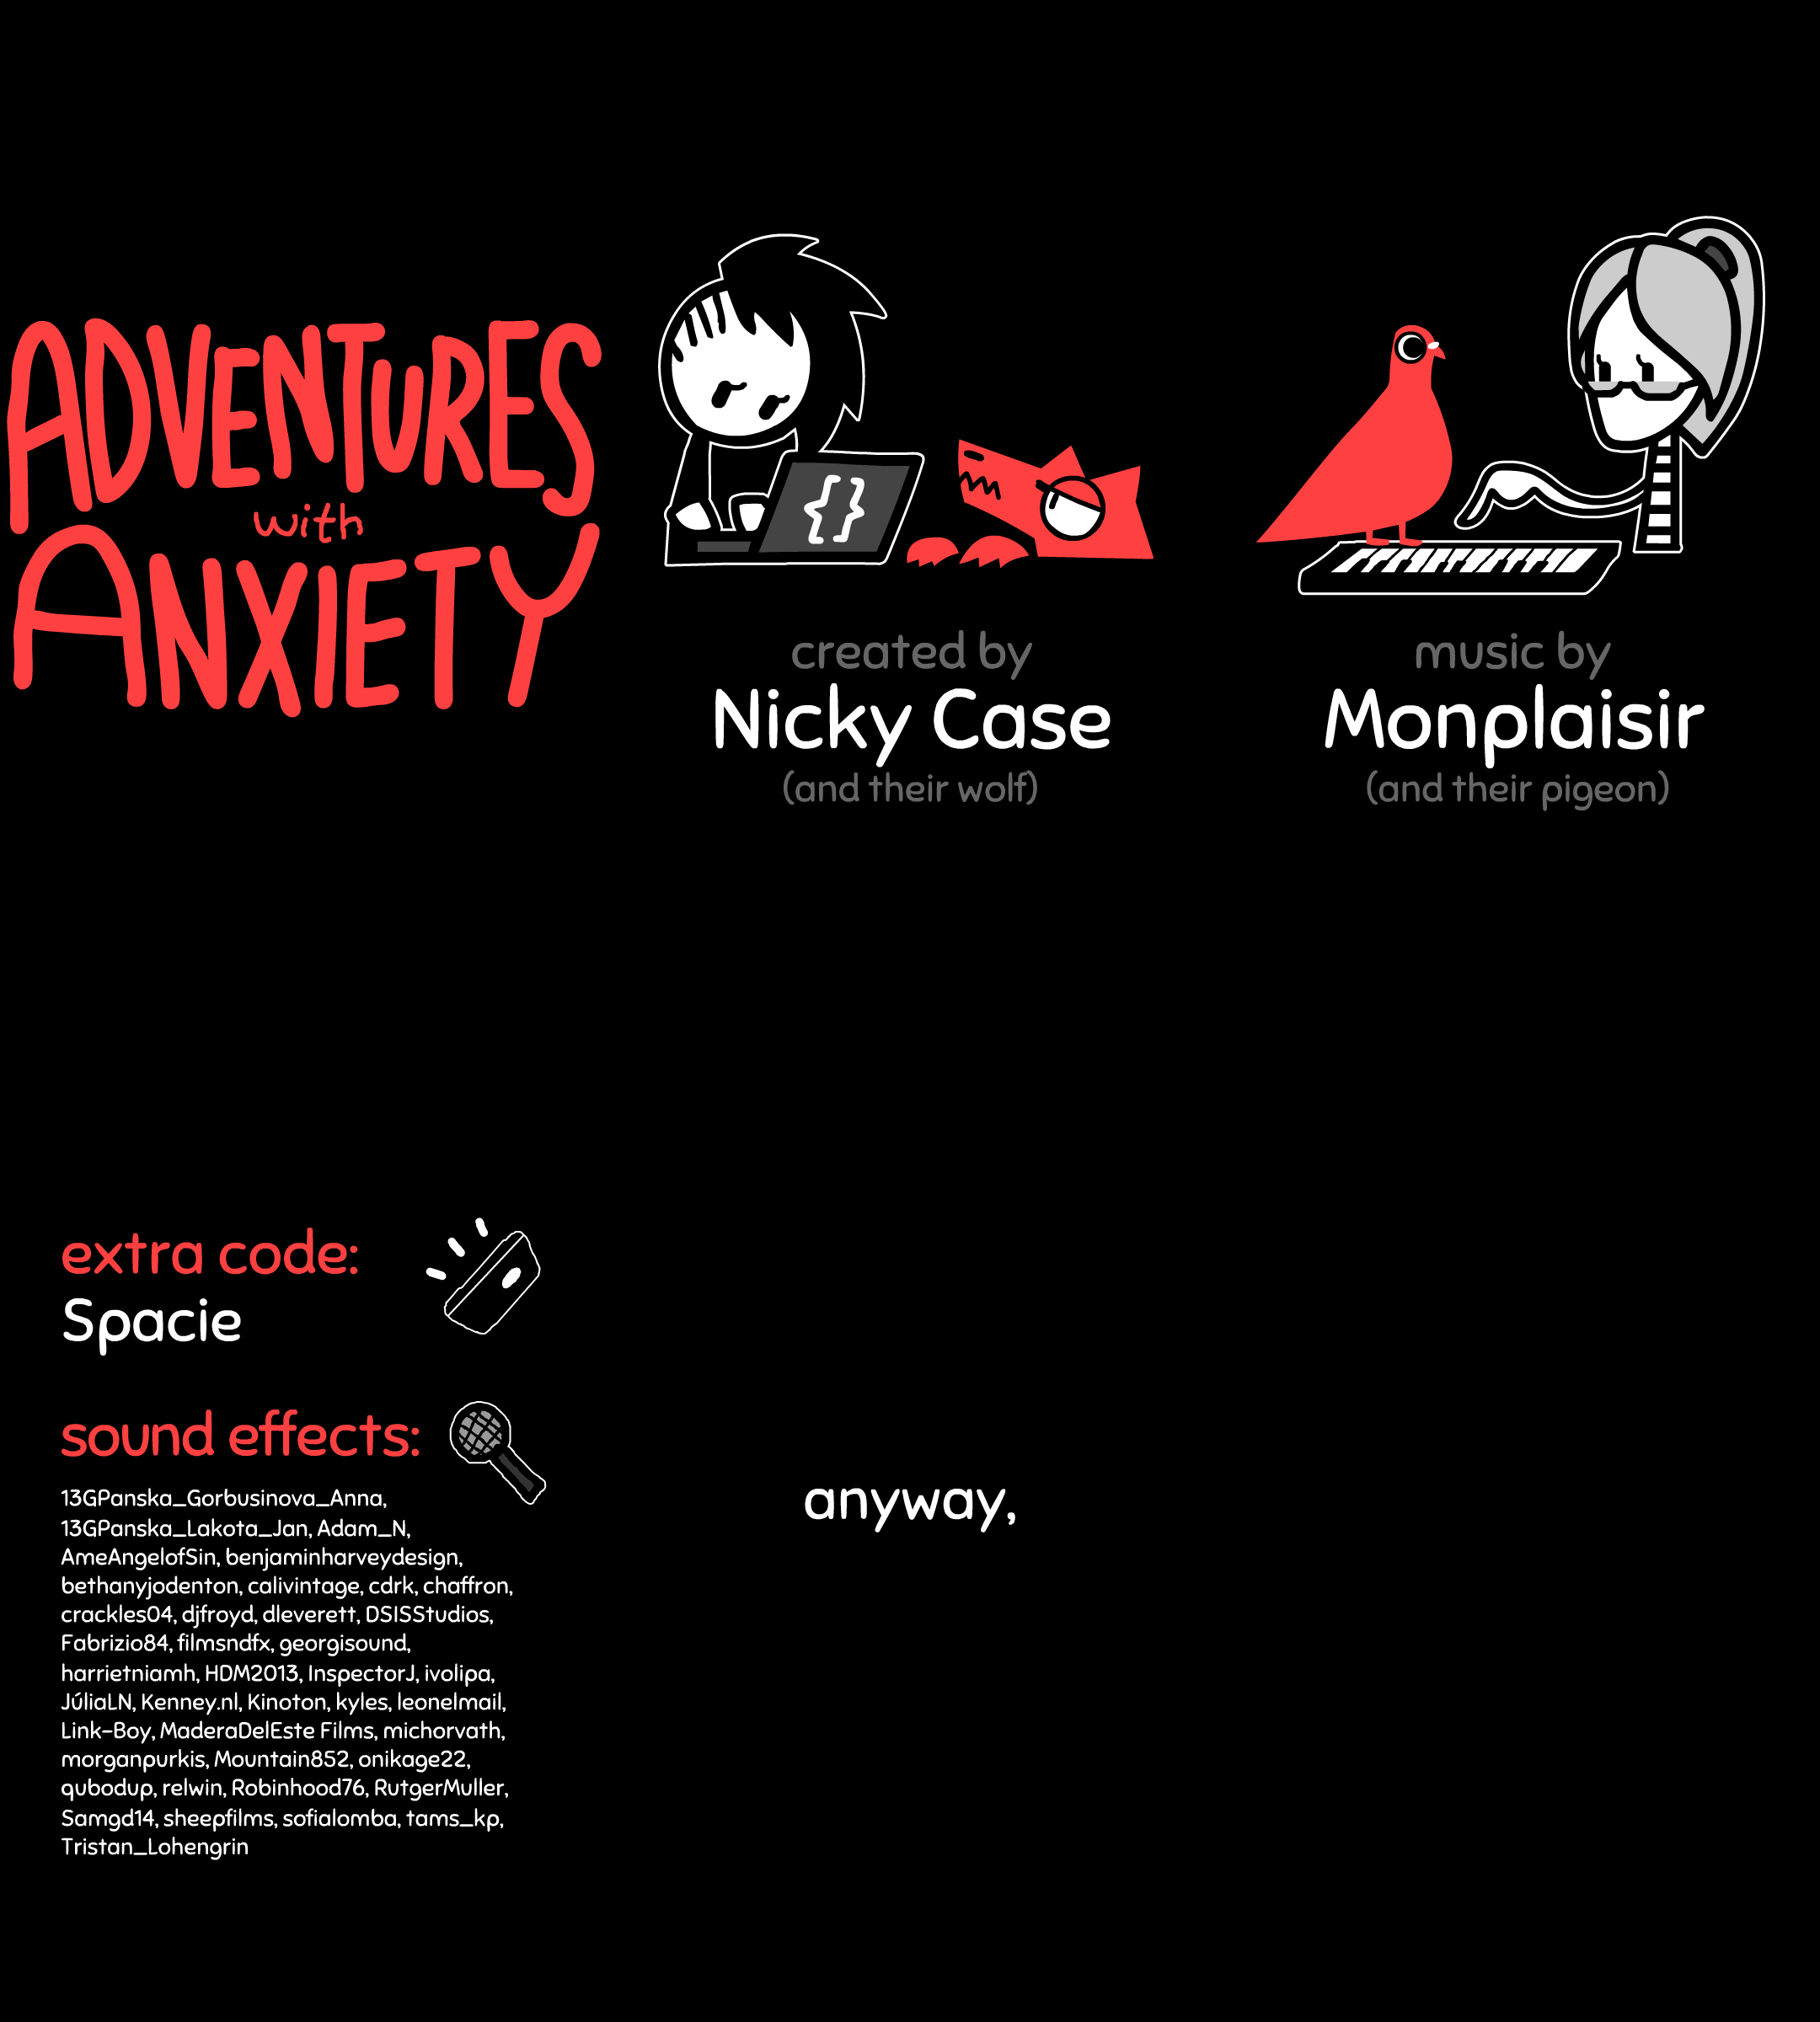 ADVENTURES
with
ANXIETY
{}
created by
Nicky Case
(and their wolf)
music by
Monplaisir
(and their pigeon)
extra code:
Spacie
sound effects:
13GPanska_Gorbusinova_Anna,
13GPanska_Lakota_Jan, Adam_N,
AmeAngelofSin, benjaminharveydesign,
bethanyjodenton, calivintage, cdrk, chaffron,
crackles04, djfroyd, dleverett, DSISStudios,
Fabrizio84, filmsndfx, georgisound,
harrietniamh, HDM2013, InspectorJ, ivolipa,
JúliaLN, Kenney.nl, Kinoton, kyles, leonelmail,
Link-Boy, MaderaDelEste Films, michorvath,
morganpurkis, Mountain852, onikage22,
qubodup, relwin, Robinhood76, RutgerMuller,
Samgd14, sheepfilms, sofialomba, tams_kp,
Tristan_Lohengrin
anyway,